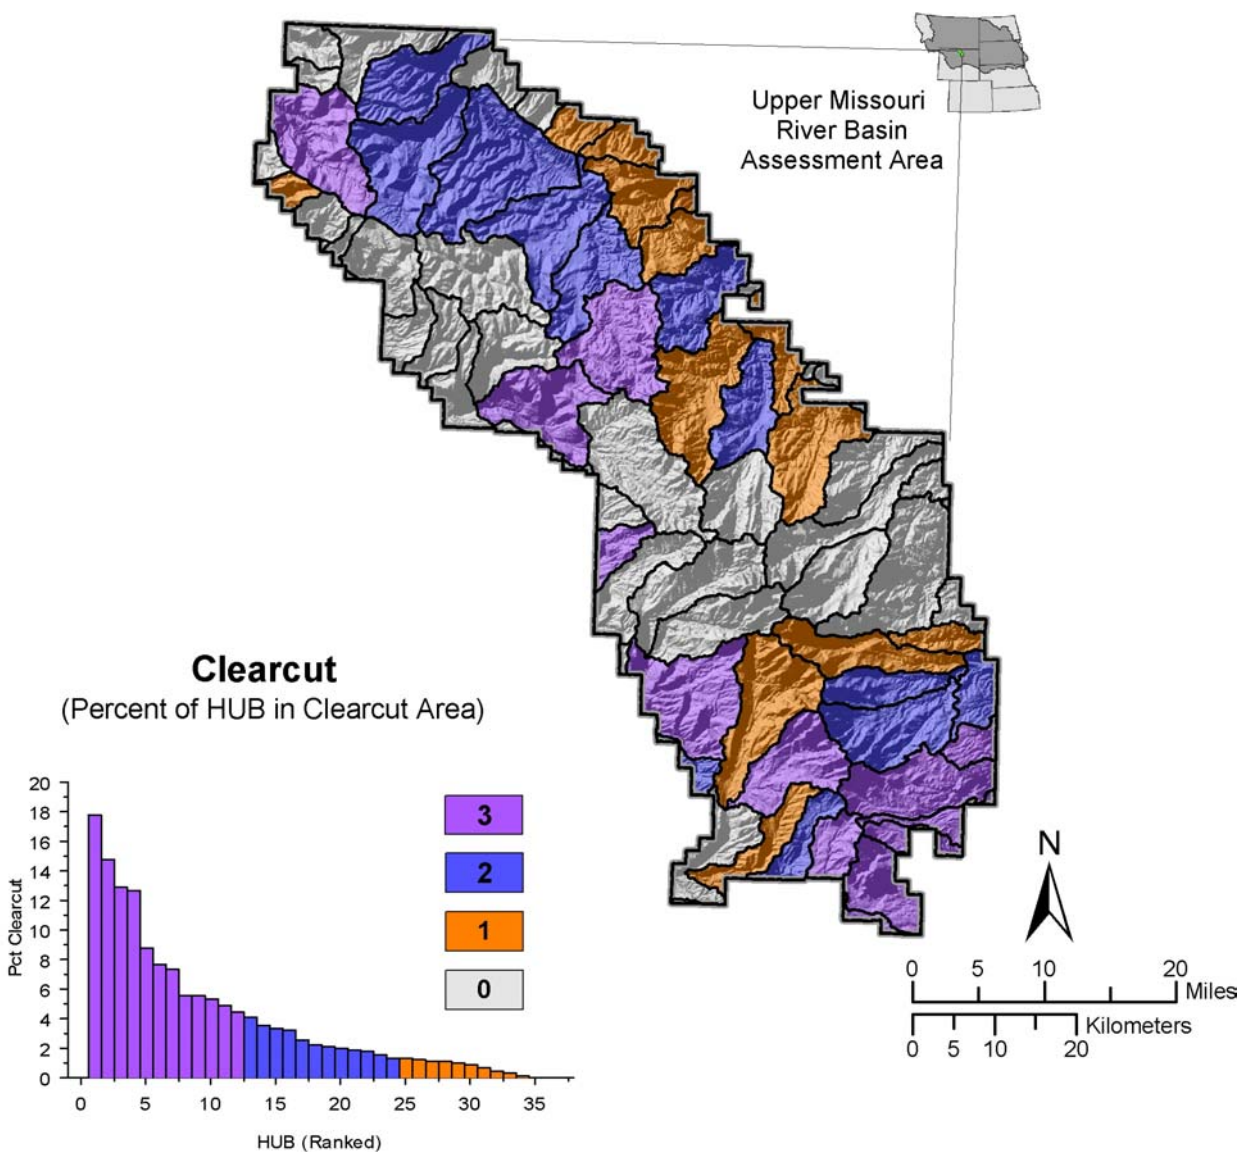 Upper Missouri
River Basin
Assessment Area
Clearcut
(Percent of HUB in Clearcut Area)
20
18
16
14
12
10
8
6
4
2
0
Pct Clearcut
0 5 10 15 20 25 30 35
HUB (Ranked)
3
2
1
0
N
0 5 10 20
Miles
Kilometers
0 5 10 20